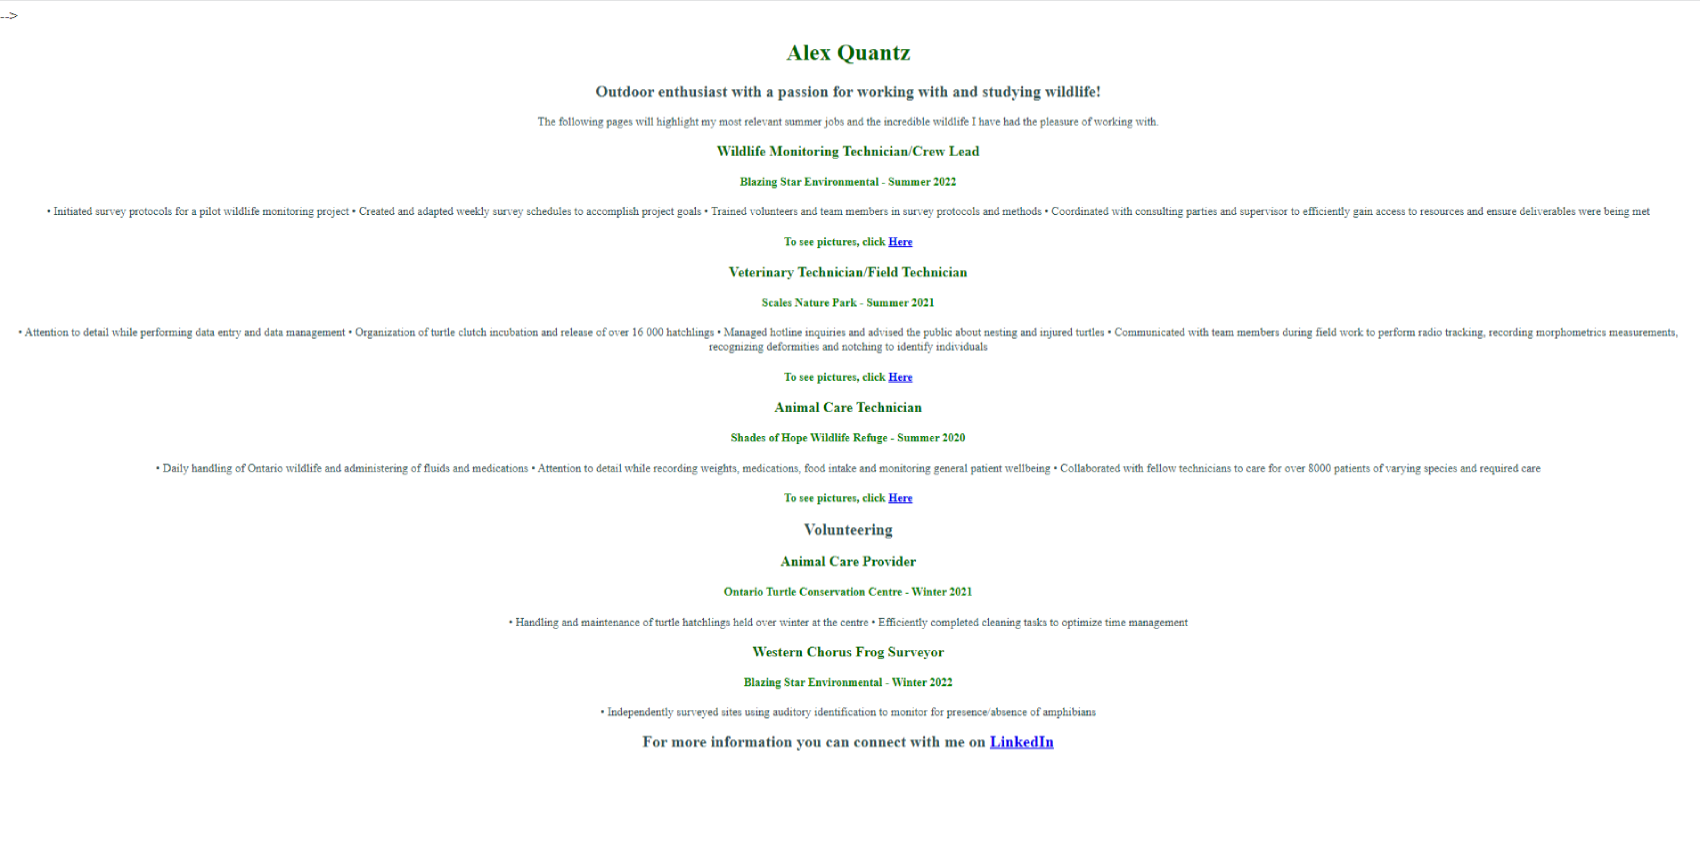 -->
Alex Quantz
Outdoor enthusiast with a passion for working with and studying wildlife!
The following pages will highlight my most relevant summer jobs and the incredible wildlife I have had the pleasure of working with.
Wildlife Monitoring Technician/Crew Lead
Blazing Star Environmental - Summer 2022
• Initiated survey protocols for a pilot wildlife monitoring project • Created and adapted weekly survey schedules to accomplish project goals • Trained volunteers and team members in survey protocols and methods • Coordinated with consulting parties and supervisor to efficiently gain access to resources and ensure deliverables were being met
To see pictures, click Here
Veterinary Technician/Field Technician
Scales Nature Park - Summer 2021
• Attention to detail while performing data entry and data management • Organization of turtle clutch incubation and release of over 16 000 hatchlings • Managed hotline inquiries and advised the public about nesting and injured turtles • Communicated with team members during field work to perform radio tracking, recording morphometrics measurements,
recognizing deformities and notching to identify individuals
To see pictures, click Here
Animal Care Technician
Shades of Hope Wildlife Refuge - Summer 2020
• Daily handling of Ontario wildlife and administering of fluids and medications • Attention to detail while recording weights, medications, food intake and monitoring general patient wellbeing • Collaborated with fellow technicians to care for over 8000 patients of varying species and required care
To see pictures, click Here
Volunteering
Animal Care Provider
Ontario Turtle Conservation Centre - Winter 2021
• Handling and maintenance of turtle hatchlings held over winter at the centre • Efficiently completed cleaning tasks to optimize time management
Western Chorus Frog Surveyor
Blazing Star Environmental - Winter 2022
• Independently surveyed sites using auditory identification to monitor for presence/absence of amphibians
For more information you can connect with me on LinkedIn